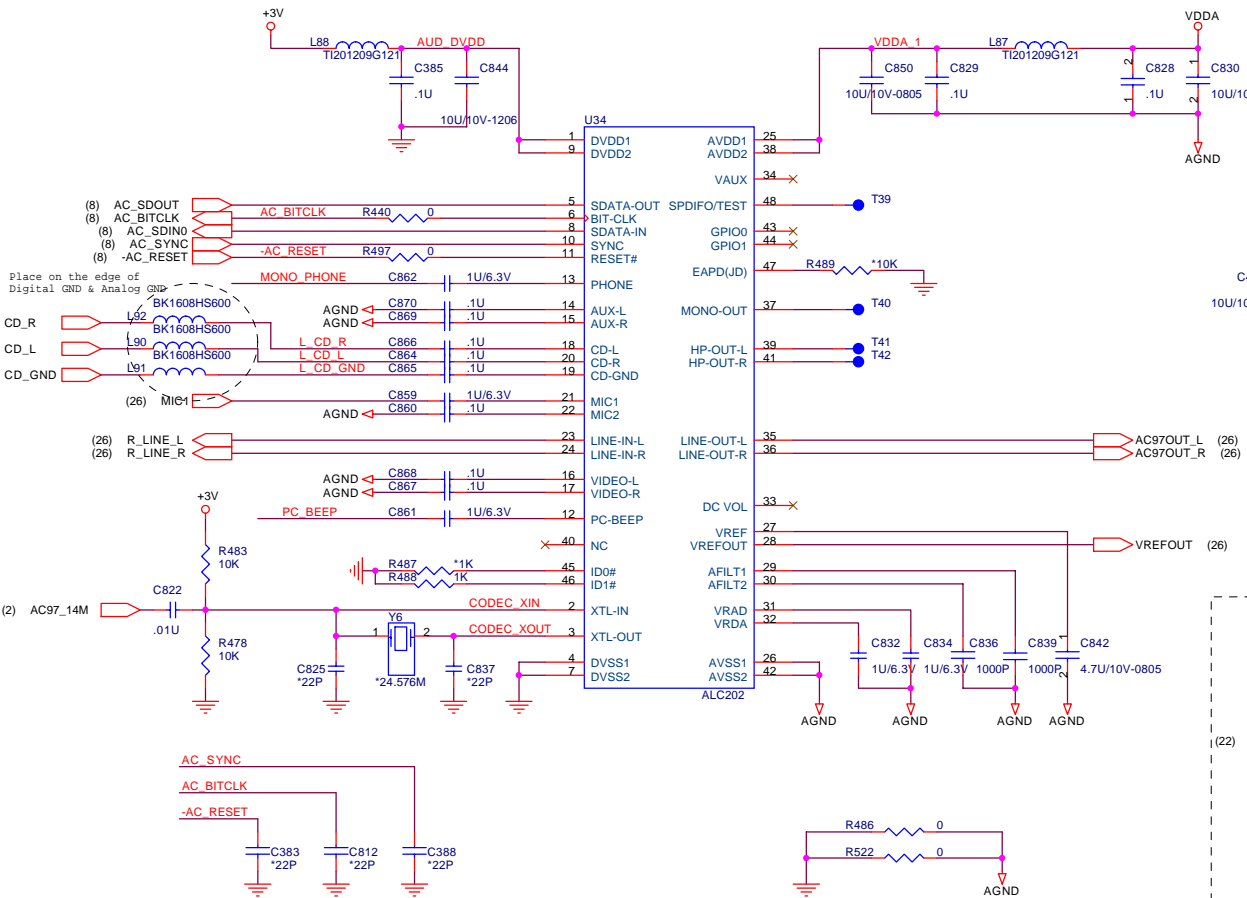 +3V
VDDA
L88
AUD_DVDD
TI201209G121
VDDA_1
L87
TI201209G121
C385
.1U
C844
10U/10V-1206
C850
10U/10V-0805
C829
.1U
2
C828
1
.1U
1
C830
2
10U/10
AGND
U34
1 DVDD1 AVDD1 25
9 DVDD2 AVDD2 38
VAUX 34
(8) AC_SDOUT 5 SDATA-OUT SPDIFO/TEST 48 T39
(8) AC_BITCLK AC_BITCLK R440 0 6 BIT-CLK
(8) AC_SDIN0 8 SDATA-IN GPIO0 43
(8) AC_SYNC 10 SYNC GPIO1 44
(8) -AC_RESET -AC_RESET R497 0 11 RESET#
EAPD(JD) 47 R489 *10K
Place on the edge of
Digital GND & Analog GND
MONO_PHONE C862 1U/6.3V 13 PHONE
C4
10U/10
BK1608HS600
AGND C870 .1U 14 AUX-L MONO-OUT 37 T40
AGND C869 .1U 15 AUX-R
CD_R L92
BK1608HS600
L_CD_R C866 .1U 18 CD-L HP-OUT-L 39 T41
CD_L L90
BK1608HS600
L_CD_L C864 .1U 20 CD-R HP-OUT-R 41 T42
CD_GND L91 L_CD_GND C865 .1U 19 CD-GND
(26) MIC1 C859 1U/6.3V 21 MIC1
AGND C860 .1U 22 MIC2
(26) R_LINE_L 23 LINE-IN-L LINE-OUT-L 35 AC97OUT_L (26)
(26) R_LINE_R 24 LINE-IN-R LINE-OUT-R 36 AC97OUT_R (26)
AGND C868 .1U 16 VIDEO-L
AGND C867 .1U 17 VIDEO-R
DC VOL 33
+3V
PC_BEEP C861 1U/6.3V 12 PC-BEEP
VREF 27
40 NC VREFOUT 28 VREFOUT (26)
R483
10K
R487 *1K 45 ID0# AFILT1 29
R488 1K 46 ID1# AFILT2 30
C822
.01U
(2) AC97_14M CODEC_XIN 2 XTL-IN VRAD 31
VRDA 32
Y6
1 2
CODEC_XOUT 3 XTL-OUT
R478
10K
C825
*22P
*24.576M
C837
*22P
4 DVSS1 AVSS1 26
7 DVSS2 AVSS2 42
ALC202
C832
1U/6.3V
C834
1U/6.3V
C836
1000P
C839
1000P
1
C842
2
4.7U/10V-0805
AGND
AGND
AGND
AGND
(22)
AC_SYNC
AC_BITCLK
-AC_RESET
C383
*22P
C812
*22P
C388
*22P
R486 0
R522 0
AGND